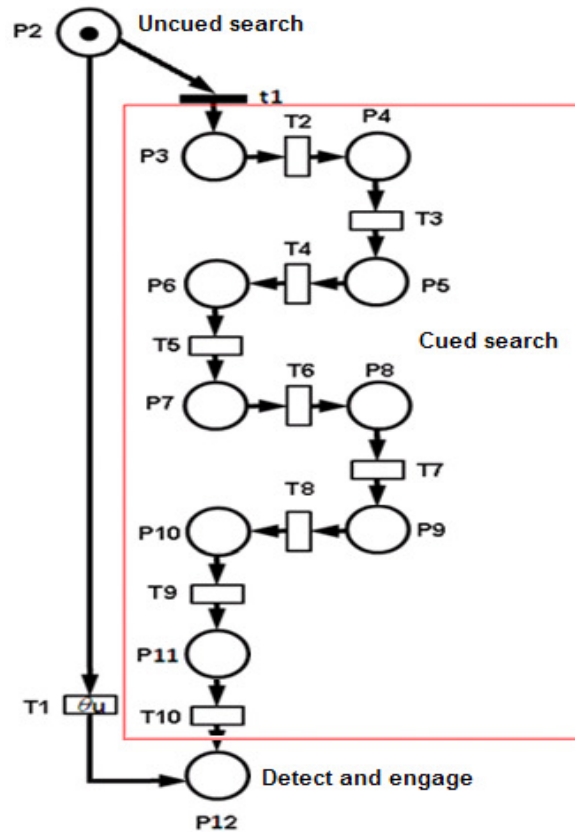 P2 Uncued search
t1
T2 P4
P3
T3
T4
P6 P5
T5 Cued search
T6 P8
P7
T7
T8
P10 P9
T9
P11
T1 θu T10
Detect and engage
P12